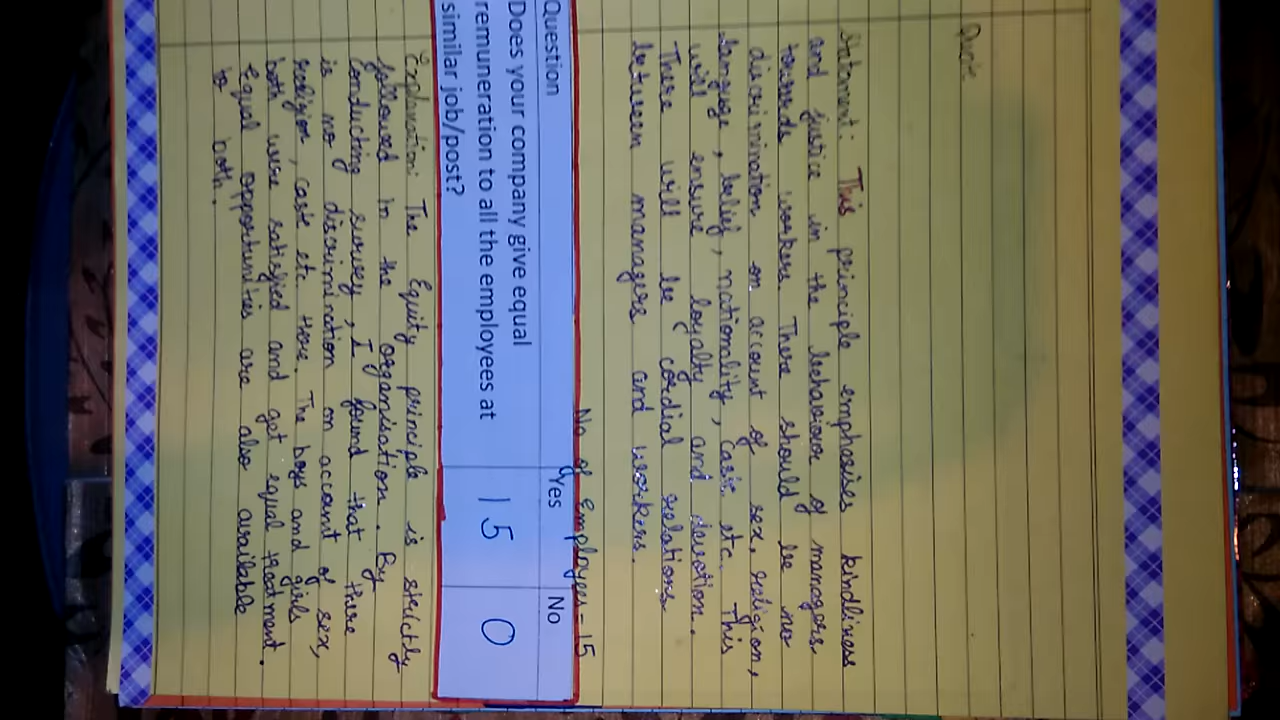 Date
Statement: This principle emphasises kindliness
and justice in the behaviour of managers
towards workers. There should be no
discrimination on account of sex, religion,
language, belief, nationality, caste etc. This
will ensure loyalty and devotion.
There will be cordial relations
between managers and workers.
No of Employees - 15
Question Yes No
Does your company give equal
remuneration to all the employees at
similar job/post? 15 0
Explanation: The Equity principle is strictly
followed in the organisation. By
conducting survey, I found that there
is no discrimination on account of sex,
religion, caste etc. here. The boys and girls
both were satisfied and get equal treatment.
Equal opportunities are also available
to both.